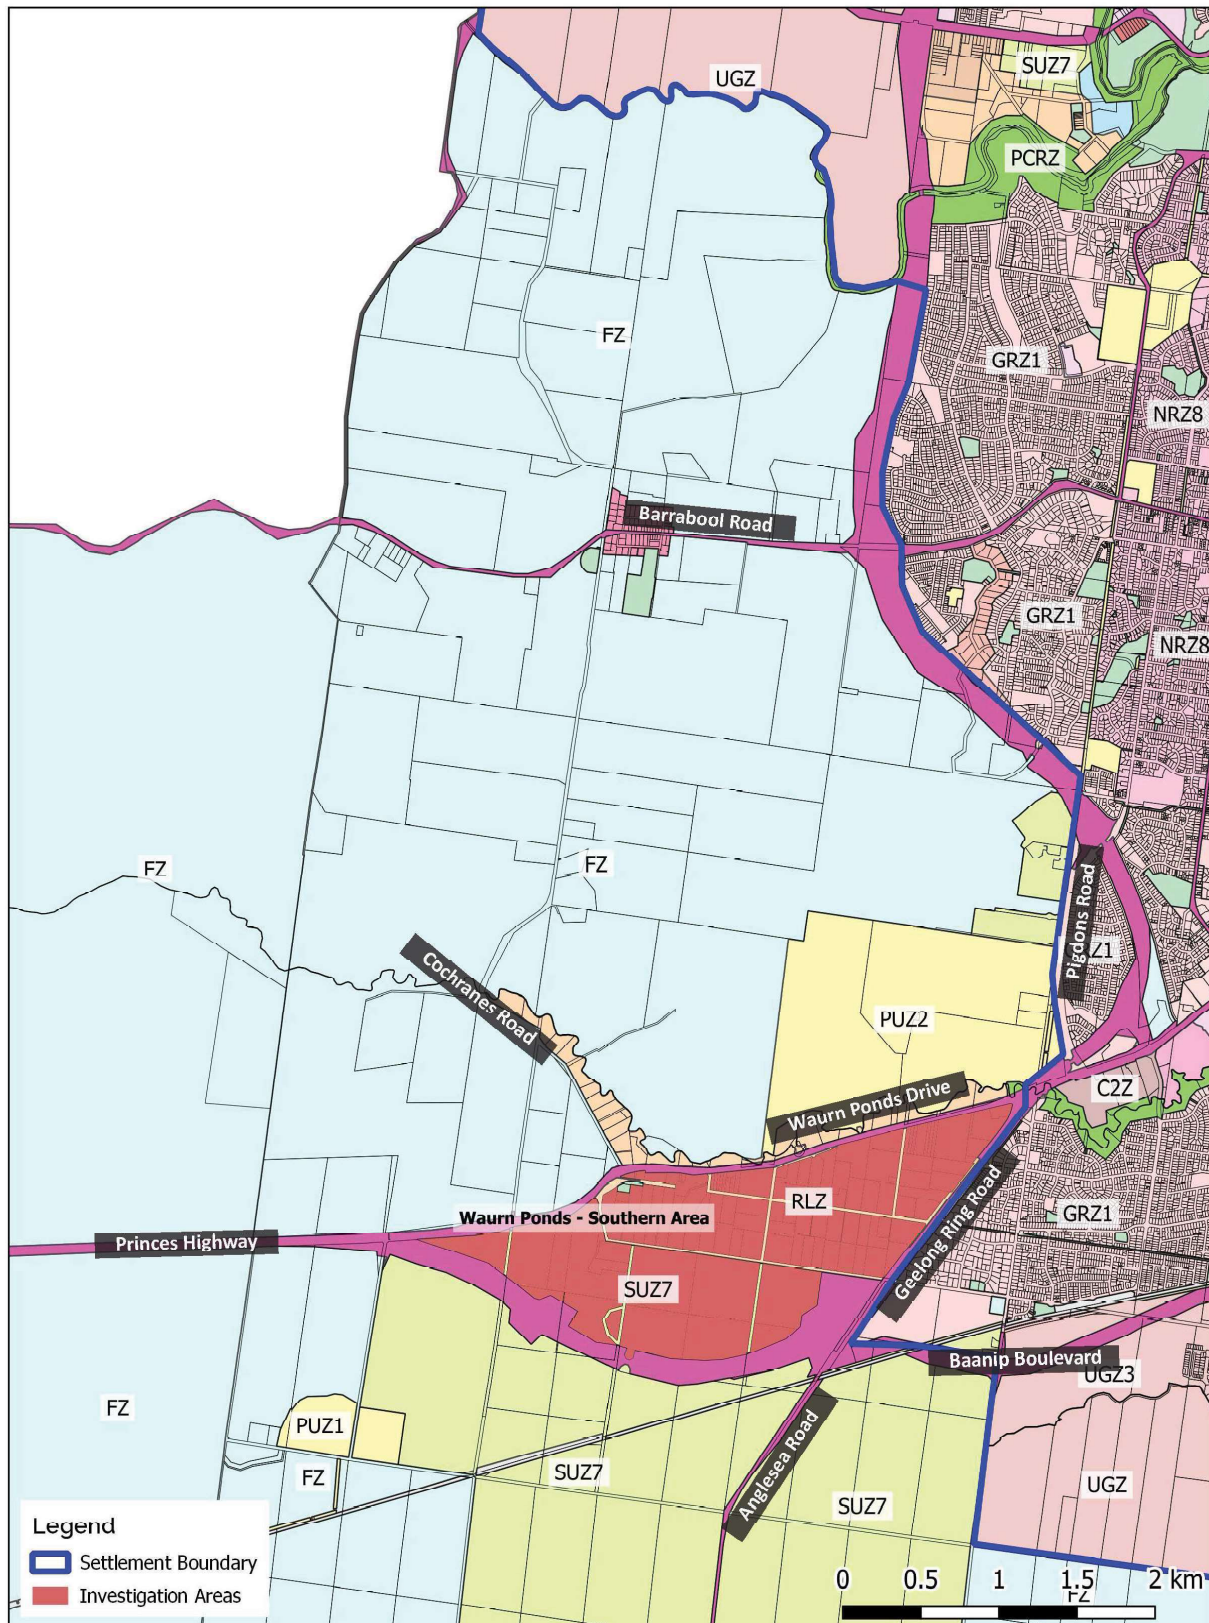 UGZ
SUZ7
PCRZ
FZ
GRZ1
NRZ8
Barrabool Road
GRZ1
NRZ8
FZ
FZ
Pigdons Road
GRZ1
Cochranes Road
PUZ2
Waurn Ponds Drive
C2Z
RLZ
Waurn Ponds - Southern Area
GRZ1
Princes Highway
Geelong Ring Road
SUZ7
Baanip Boulevard
UGZ3
FZ
PUZ1
Anglesea Road
FZ
SUZ7
UGZ
SUZ7
Legend
Settlement Boundary
Investigation Areas
0 0.5 1 1.5 2 km
FZ